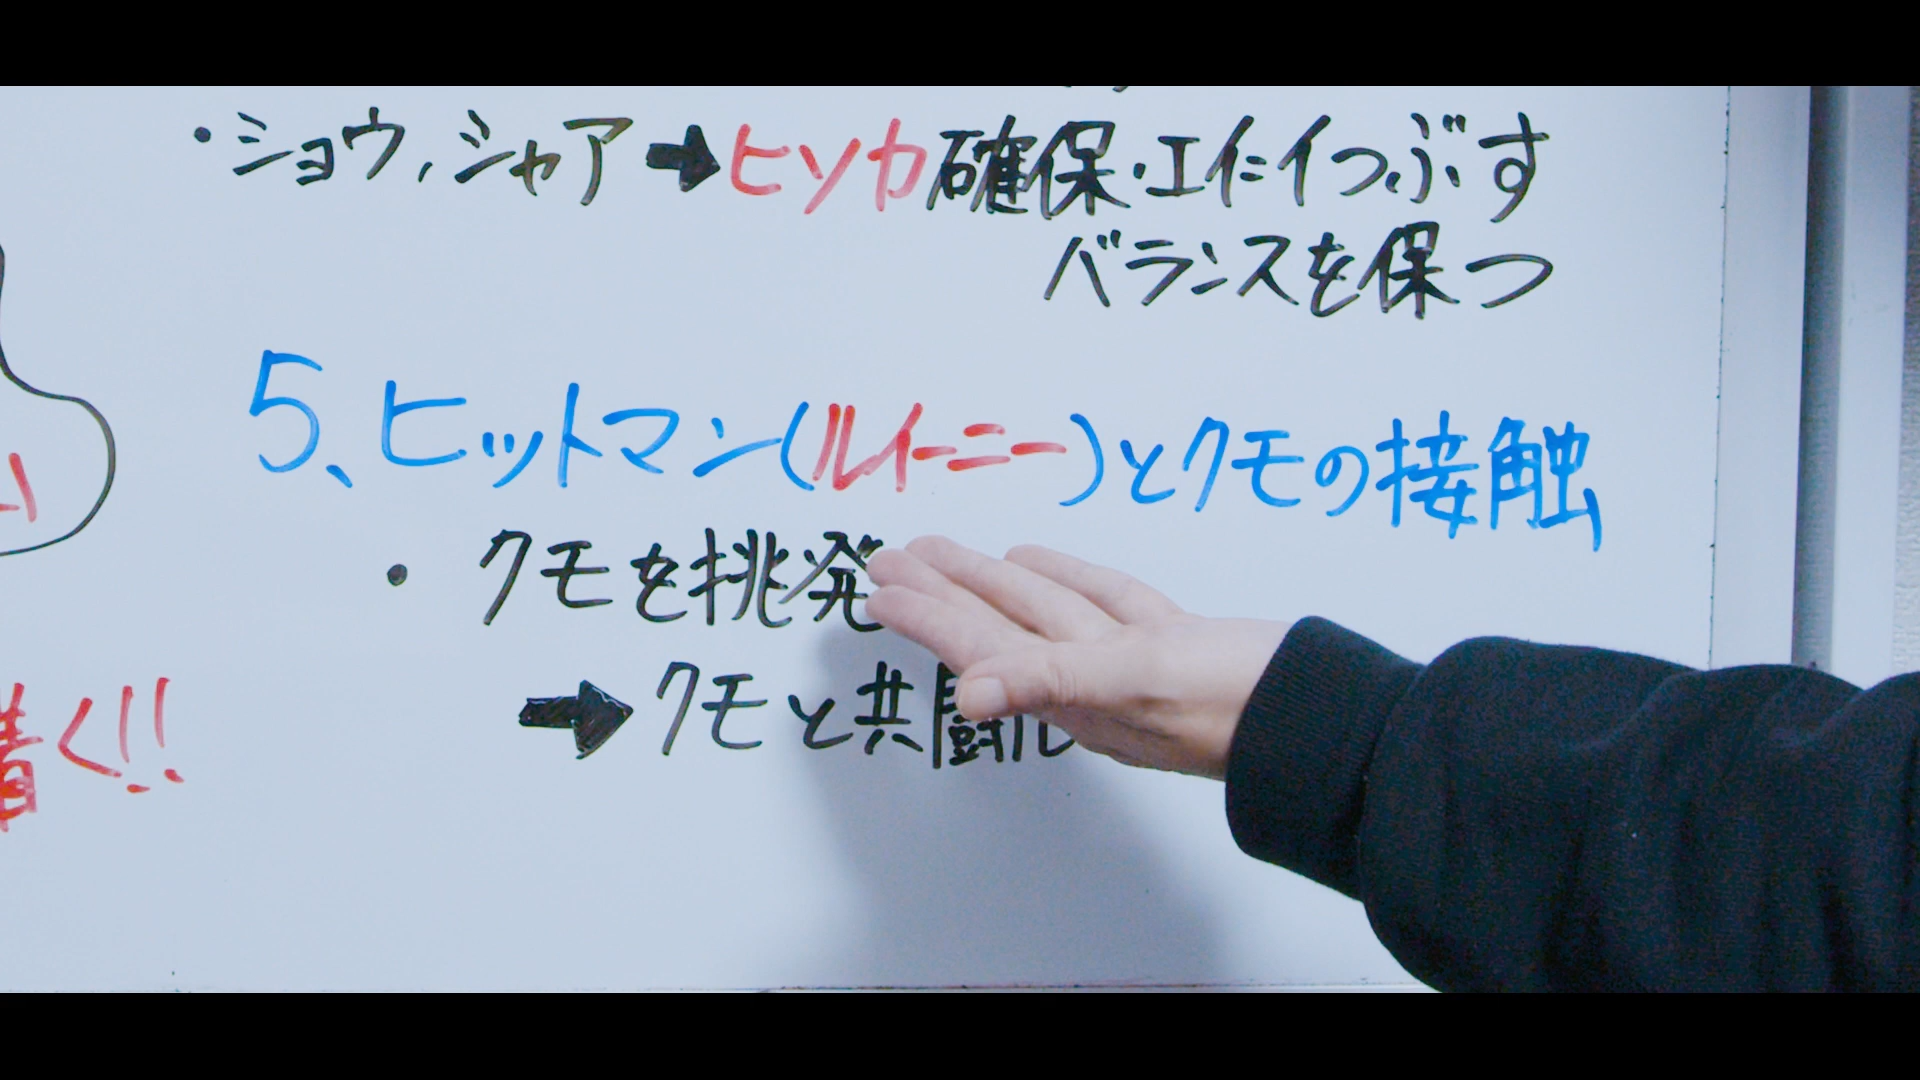 ・ショウ,シャア➡ヒソカ確保・エイイつぶす
バランスを保つ
5、ヒットマン(ルイーニー)とクモの接触
・クモを挑発
➡クモと共闘
着く!!